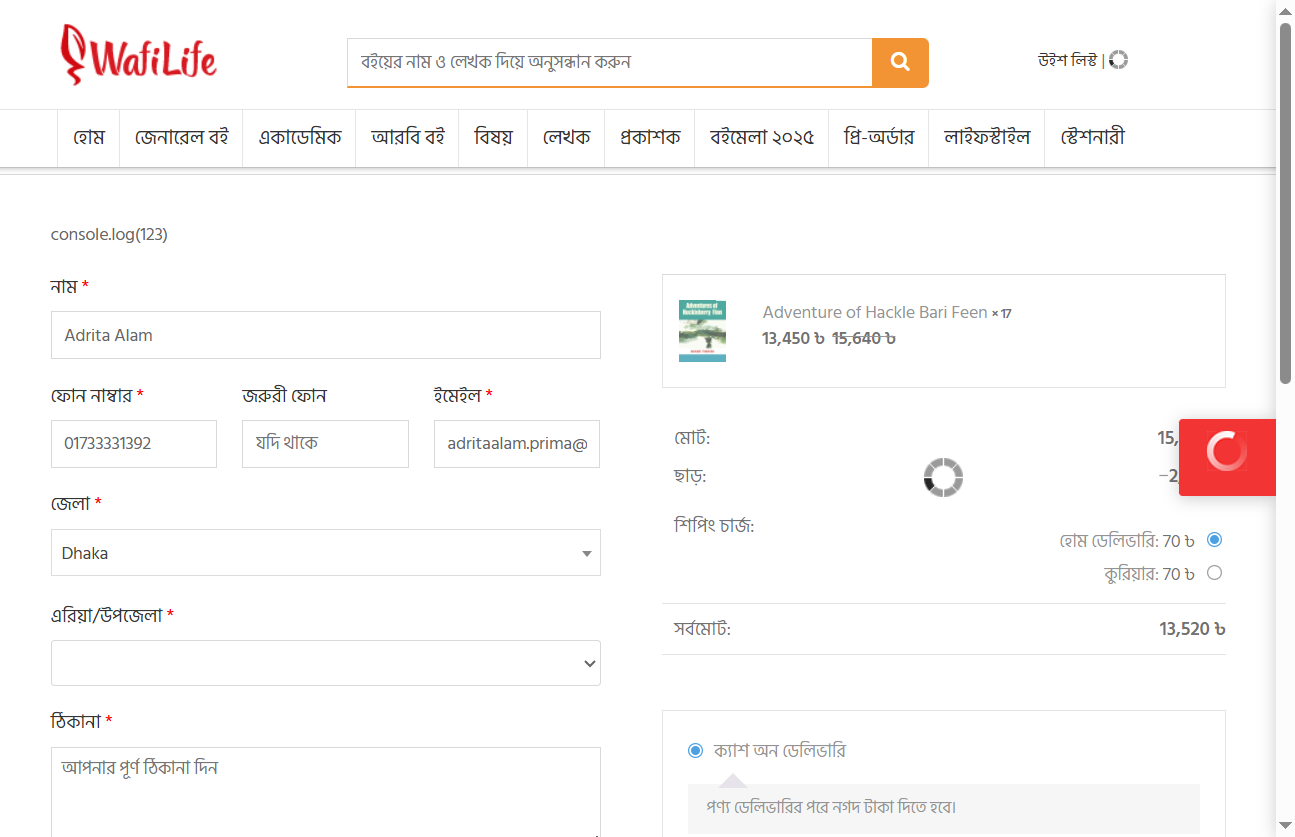 WafiLife
বইয়ের নাম ও লেখক দিয়ে অনুসন্ধান করুন
উইশ লিস্ট |
হোম জেনারেল বই একাডেমিক আরবি বই বিষয় লেখক প্রকাশক বইমেলা ২০২৫ প্রি-অর্ডার লাইফস্টাইল স্টেশনারী
console.log(123)
নাম *
Adrita Alam
ফোন নাম্বার * জরুরী ফোন ইমেইল *
01733331392 যদি থাকে adritaalam.prima@
জেলা *
Dhaka
এরিয়া/উপজেলা *
ঠিকানা *
আপনার পূর্ণ ঠিকানা দিন
Adventures of
Huckleberry Finn
Adventure of Hackle Bari Feen × 17
13,450 ৳ 15,640 ৳
মোট: 15,
ছাড়: −2,
শিপিং চার্জ:
হোম ডেলিভারি: 70 ৳
কুরিয়ার: 70 ৳
সর্বমোট: 13,520 ৳
ক্যাশ অন ডেলিভারি
পণ্য ডেলিভারির পরে নগদ টাকা দিতে হবে।